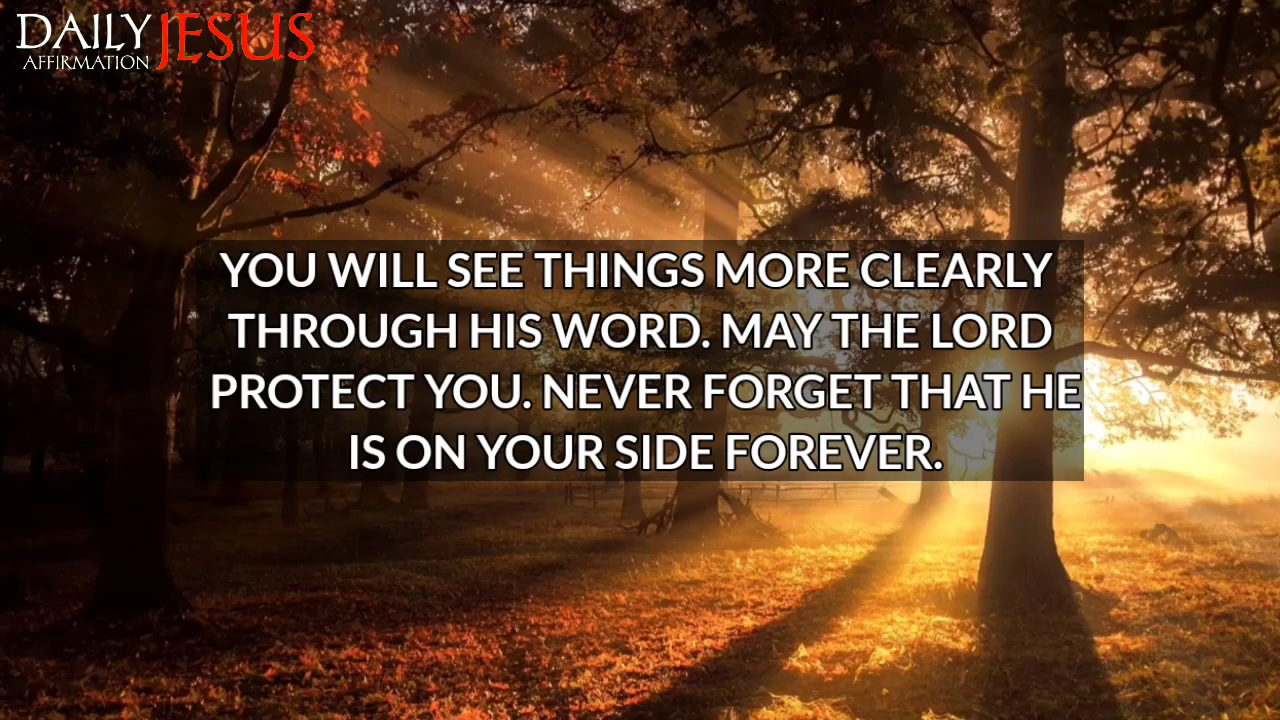 DAILY JESUS
AFFIRMATION
YOU WILL SEE THINGS MORE CLEARLY
THROUGH HIS WORD. MAY THE LORD
PROTECT YOU. NEVER FORGET THAT HE
IS ON YOUR SIDE FOREVER.